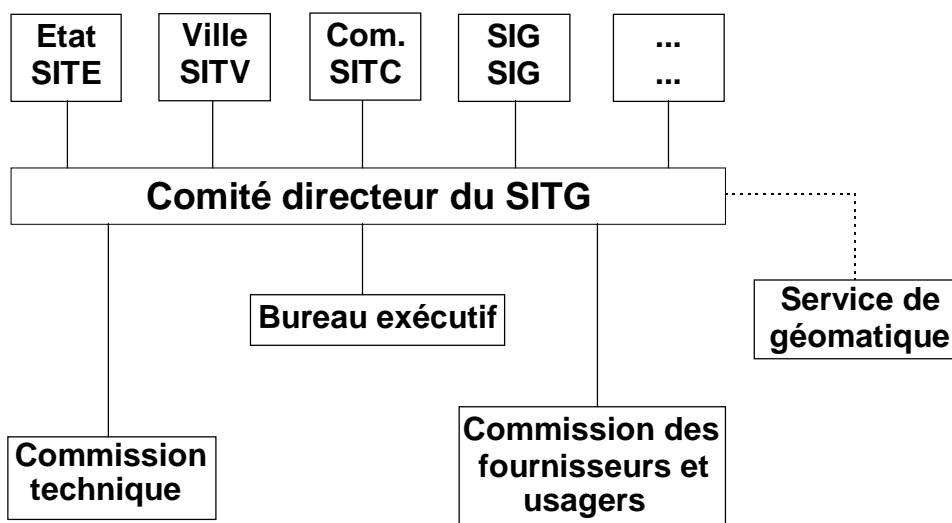 Etat
SITE
Ville
SITV
Com.
SITC
SIG
SIG
...
...
Comité directeur du SITG
Bureau exécutif
Service de
géomatique
Commission
technique
Commission des
fournisseurs et
usagers